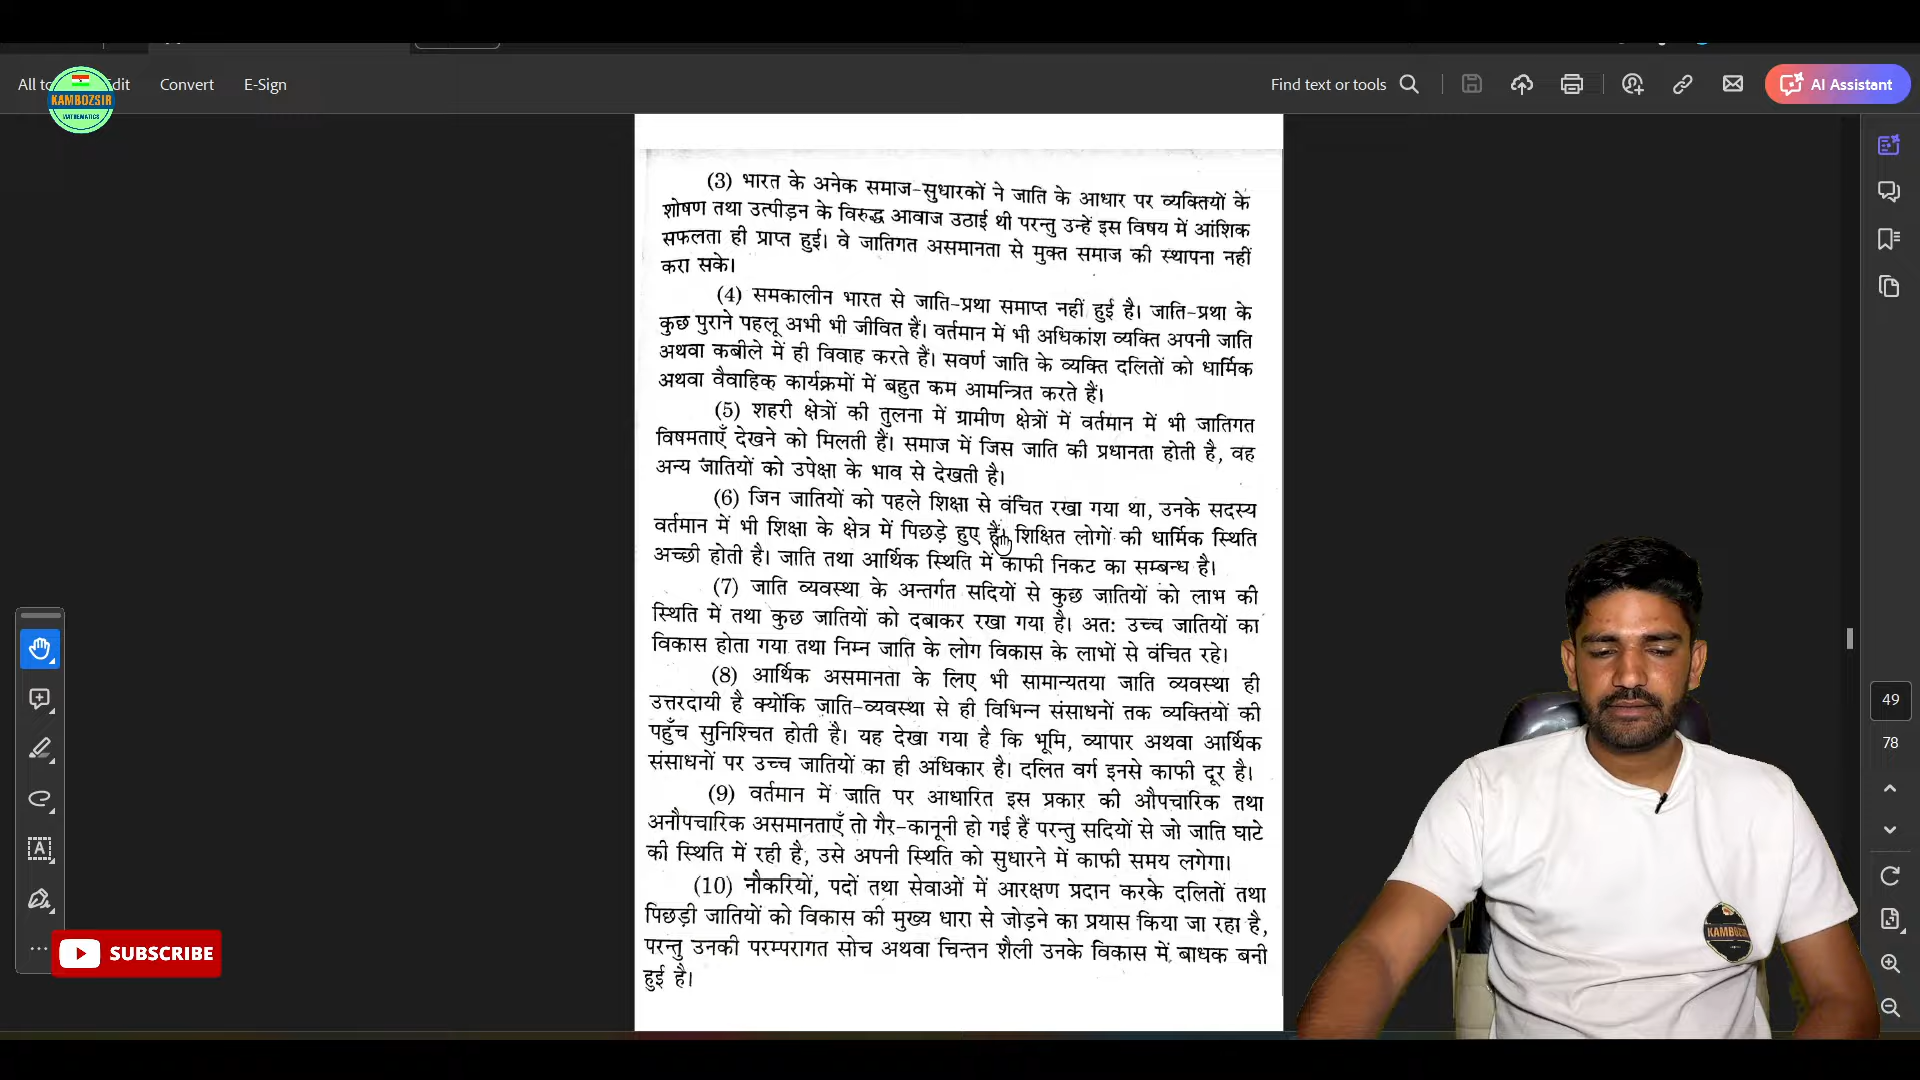 All to
Edit
Convert
E-Sign
Find text or tools
AI Assistant
KAMBOZSIR
MATHEMATICS
(3) भारत के अनेक समाज-सुधारकों ने जाति के आधार पर व्यक्तियों के
शोषण तथा उत्पीड़न के विरुद्ध आवाज उठाई थी परन्तु उन्हें इस विषय में आंशिक
सफलता ही प्राप्त हुई। वे जातिगत असमानता से मुक्त समाज की स्थापना नहीं
करा सके।
(4) समकालीन भारत से जाति-प्रथा समाप्त नहीं हुई है। जाति-प्रथा के
कुछ पुराने पहलू अभी भी जीवित हैं। वर्तमान में भी अधिकांश व्यक्ति अपनी जाति
अथवा कबीले में ही विवाह करते हैं। सवर्ण जाति के व्यक्ति दलितों को धार्मिक
अथवा वैवाहिक कार्यक्रमों में बहुत कम आमन्त्रित करते हैं।
(5) शहरी क्षेत्रों की तुलना में ग्रामीण क्षेत्रों में वर्तमान में भी जातिगत
विषमताएँ देखने को मिलती हैं। समाज में जिस जाति की प्रधानता होती है, वह
अन्य जातियों को उपेक्षा के भाव से देखती है।
(6) जिन जातियों को पहले शिक्षा से वंचित रखा गया था, उनके सदस्य
वर्तमान में भी शिक्षा के क्षेत्र में पिछड़े हुए हैं। शिक्षित लोगों की धार्मिक स्थिति
अच्छी होती है। जाति तथा आर्थिक स्थिति में काफी निकट का सम्बन्ध है।
(7) जाति व्यवस्था के अन्तर्गत सदियों से कुछ जातियों को लाभ की
स्थिति में तथा कुछ जातियों को दबाकर रखा गया है। अत: उच्च जातियों का
विकास होता गया तथा निम्न जाति के लोग विकास के लाभों से वंचित रहे।
(8) आर्थिक असमानता के लिए भी सामान्यतया जाति व्यवस्था ही
उत्तरदायी है क्योंकि जाति-व्यवस्था से ही विभिन्न संसाधनों तक व्यक्तियों की
पहुँच सुनिश्चित होती है। यह देखा गया है कि भूमि, व्यापार अथवा आर्थिक
संसाधनों पर उच्च जातियों का ही अधिकार है। दलित वर्ग इनसे काफी दूर है।
(9) वर्तमान में जाति पर आधारित इस प्रकार की औपचारिक तथा
अनौपचारिक असमानताएँ तो गैर-कानूनी हो गई हैं परन्तु सदियों से जो जाति घाटे
की स्थिति में रही है, उसे अपनी स्थिति को सुधारने में काफी समय लगेगा।
(10) नौकरियों, पदों तथा सेवाओं में आरक्षण प्रदान करके दलितों तथा
पिछड़ी जातियों को विकास की मुख्य धारा से जोड़ने का प्रयास किया जा रहा है,
परन्तु उनकी परम्परागत सोच अथवा चिन्तन शैली उनके विकास में बाधक बनी
हुई है।
49
78
SUBSCRIBE
KAMBOZSIR